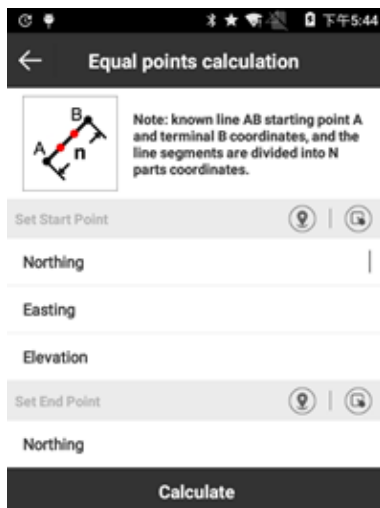 下午5:44
Equal points calculation
B
A
n
Note: known line AB starting point A
and terminal B coordinates, and the
line segments are divided into N
parts coordinates.
Set Start Point
Northing
Easting
Elevation
Set End Point
Northing
Calculate